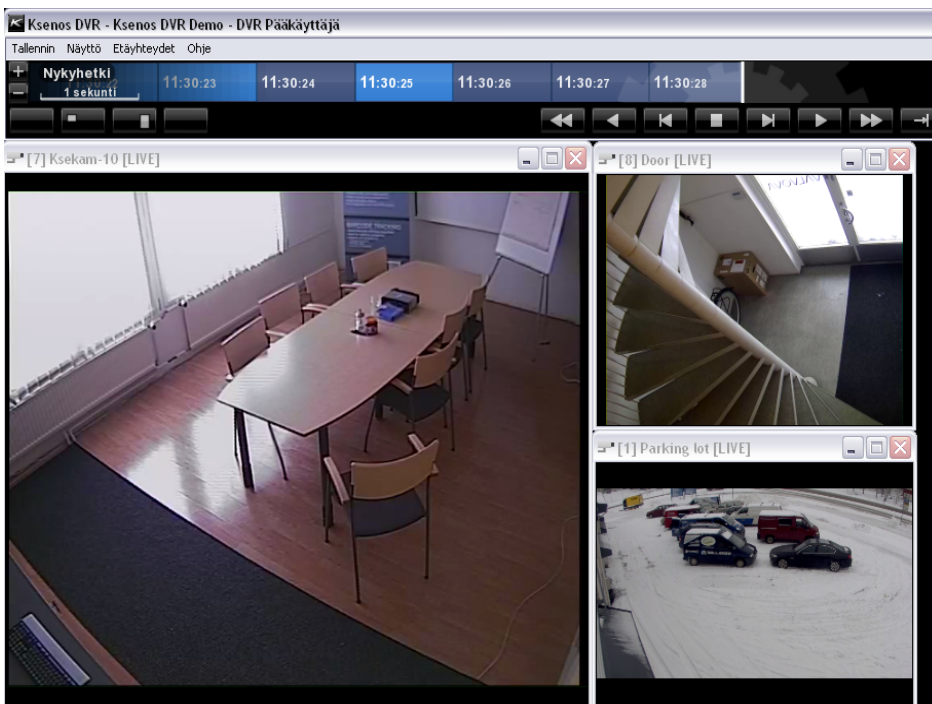 Ksenos DVR - Ksenos DVR Demo - DVR Pääkäyttäjä
Tallennin Näyttö Etäyhteydet Ohje
Nykyhetki
1 sekunti
11:30:23 11:30:24 11:30:25 11:30:26 11:30:27 11:30:28
[7] Ksekam-10 [LIVE]
[8] Door [LIVE]
[1] Parking lot [LIVE]